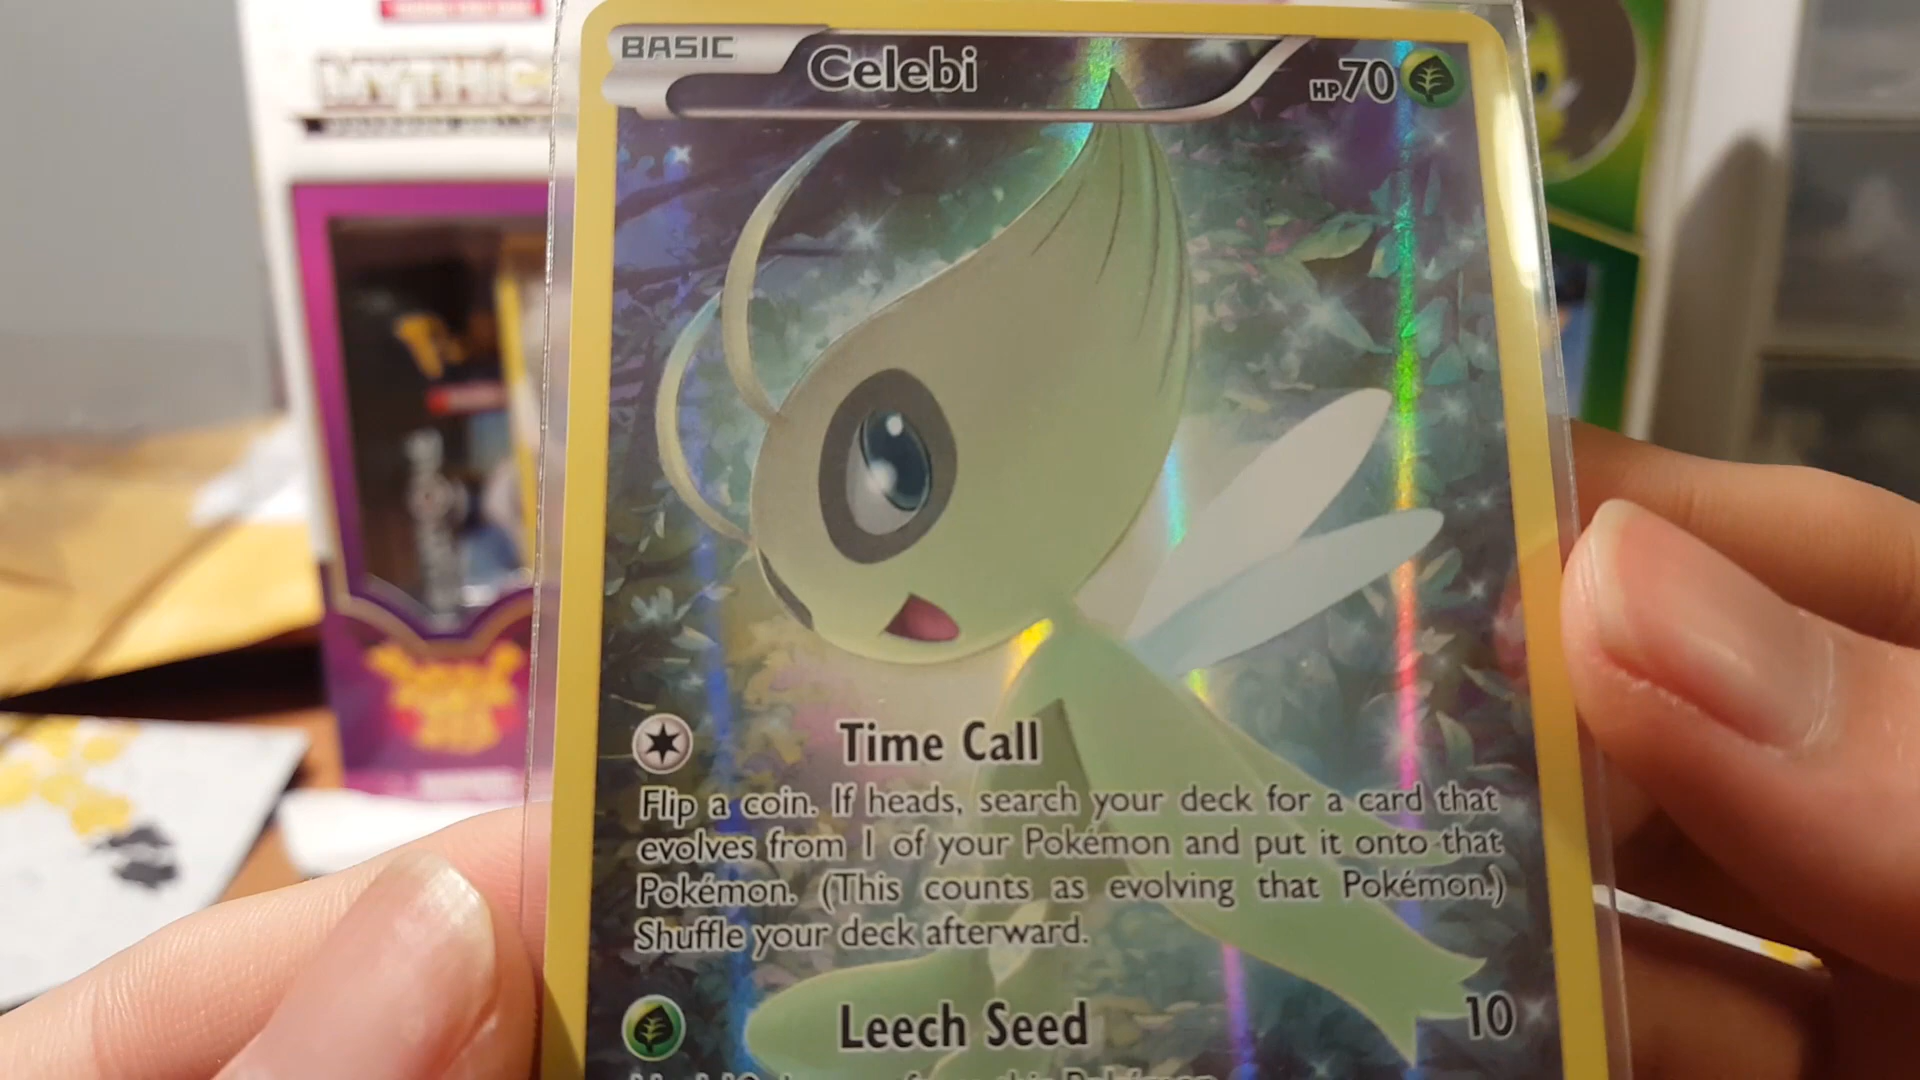 BASIC
Celebi
HP70
MYTHIC
Time Call
Flip a coin. If heads, search your deck for a card that
evolves from 1 of your Pokémon and put it onto that
Pokémon. (This counts as evolving that Pokémon.)
Shuffle your deck afterward.
Leech Seed
10